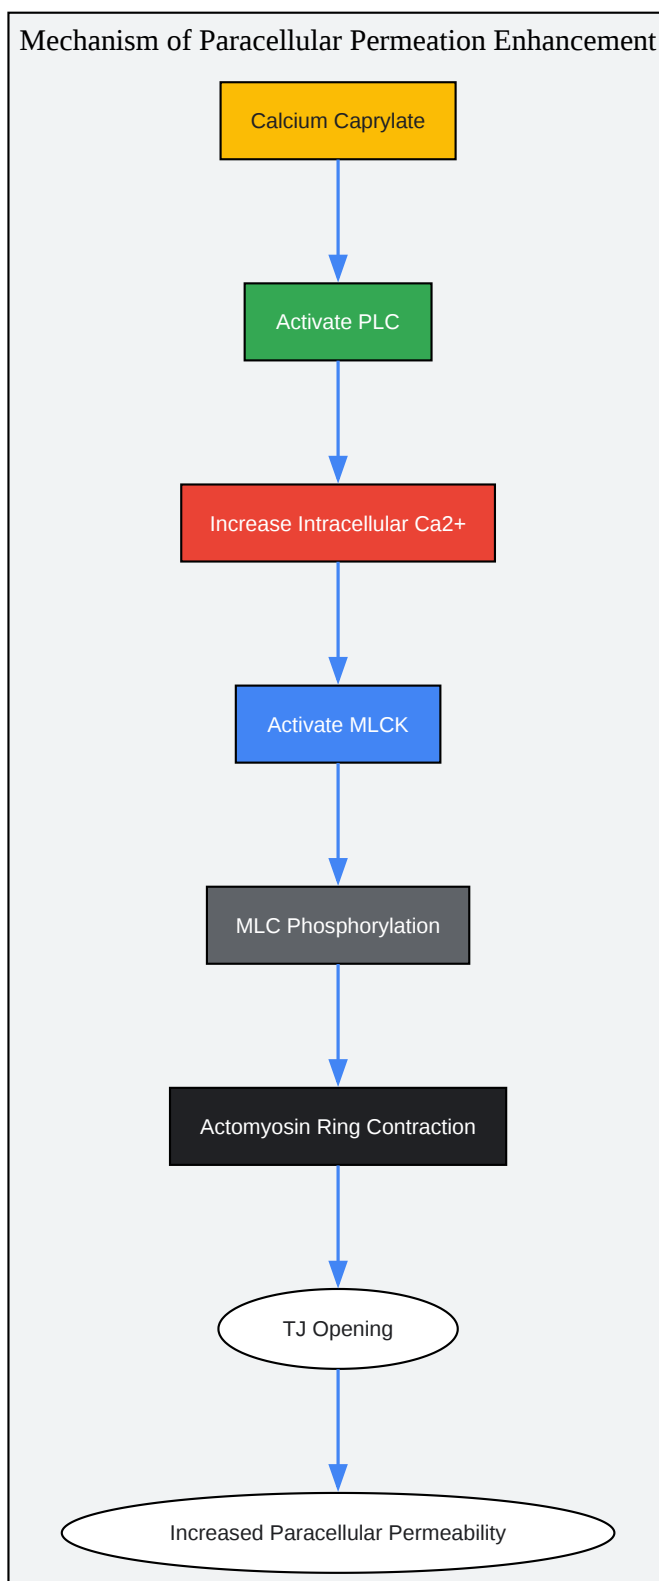 Mechanism of Paracellular Permeation Enhancement
Calcium Caprylate
Activate PLC
Increase Intracellular Ca2+
Activate MLCK
MLC Phosphorylation
Actomyosin Ring Contraction
TJ Opening
Increased Paracellular Permeability